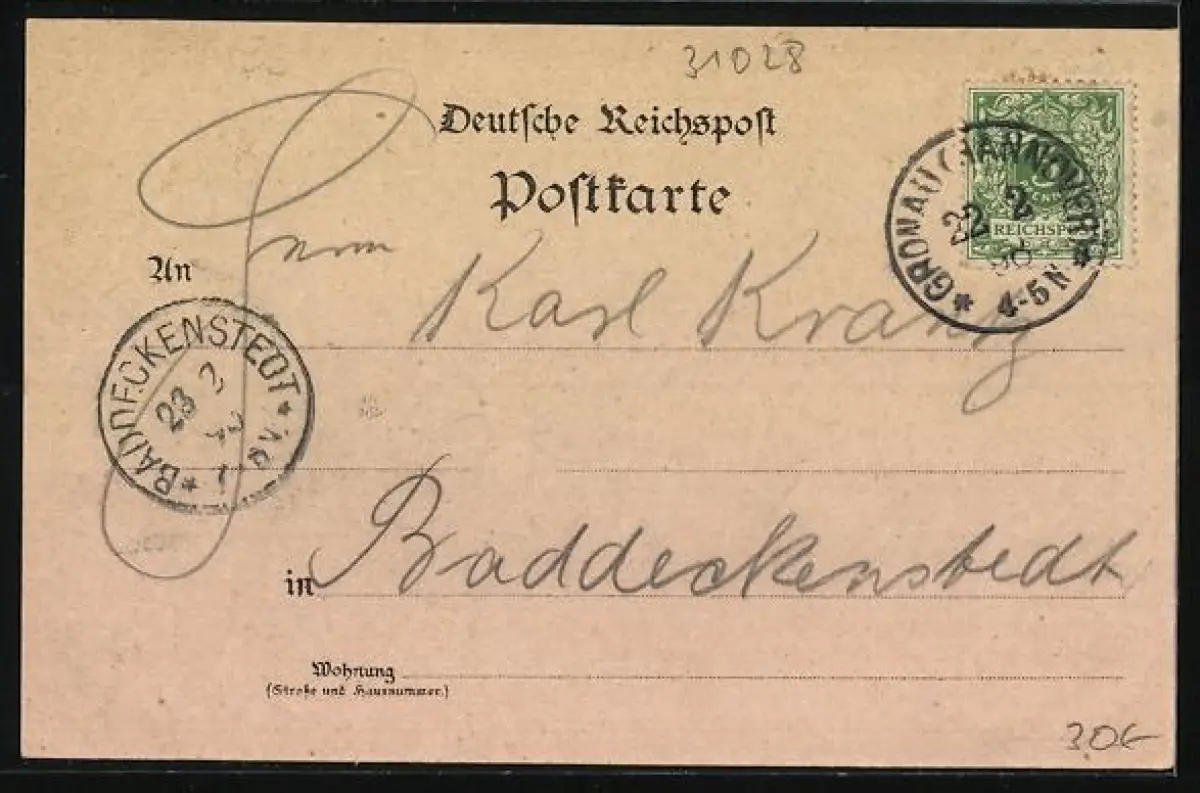 31028
Deutsche Reichspost
Postkarte
REICHSPOST
GRONAU (HANNOVER)
22 2
4-5 N
An
Herrn
Karl Krantz
BADDECKENSTEDT
23 2
in Baddeckenstedt
Wohnung
(Straße und Hausnummer.)
30€